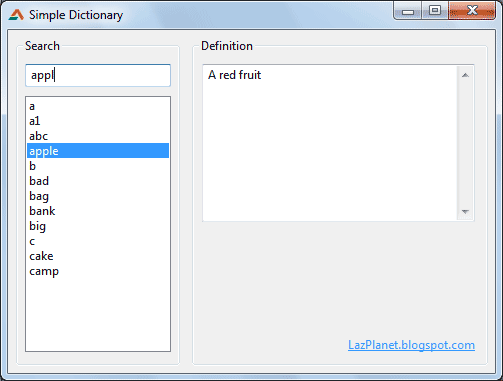 Simple Dictionary
Search
appl
a
a1
abc
apple
b
bad
bag
bank
big
c
cake
camp
Definition
A red fruit
LazPlanet.blogspot.com